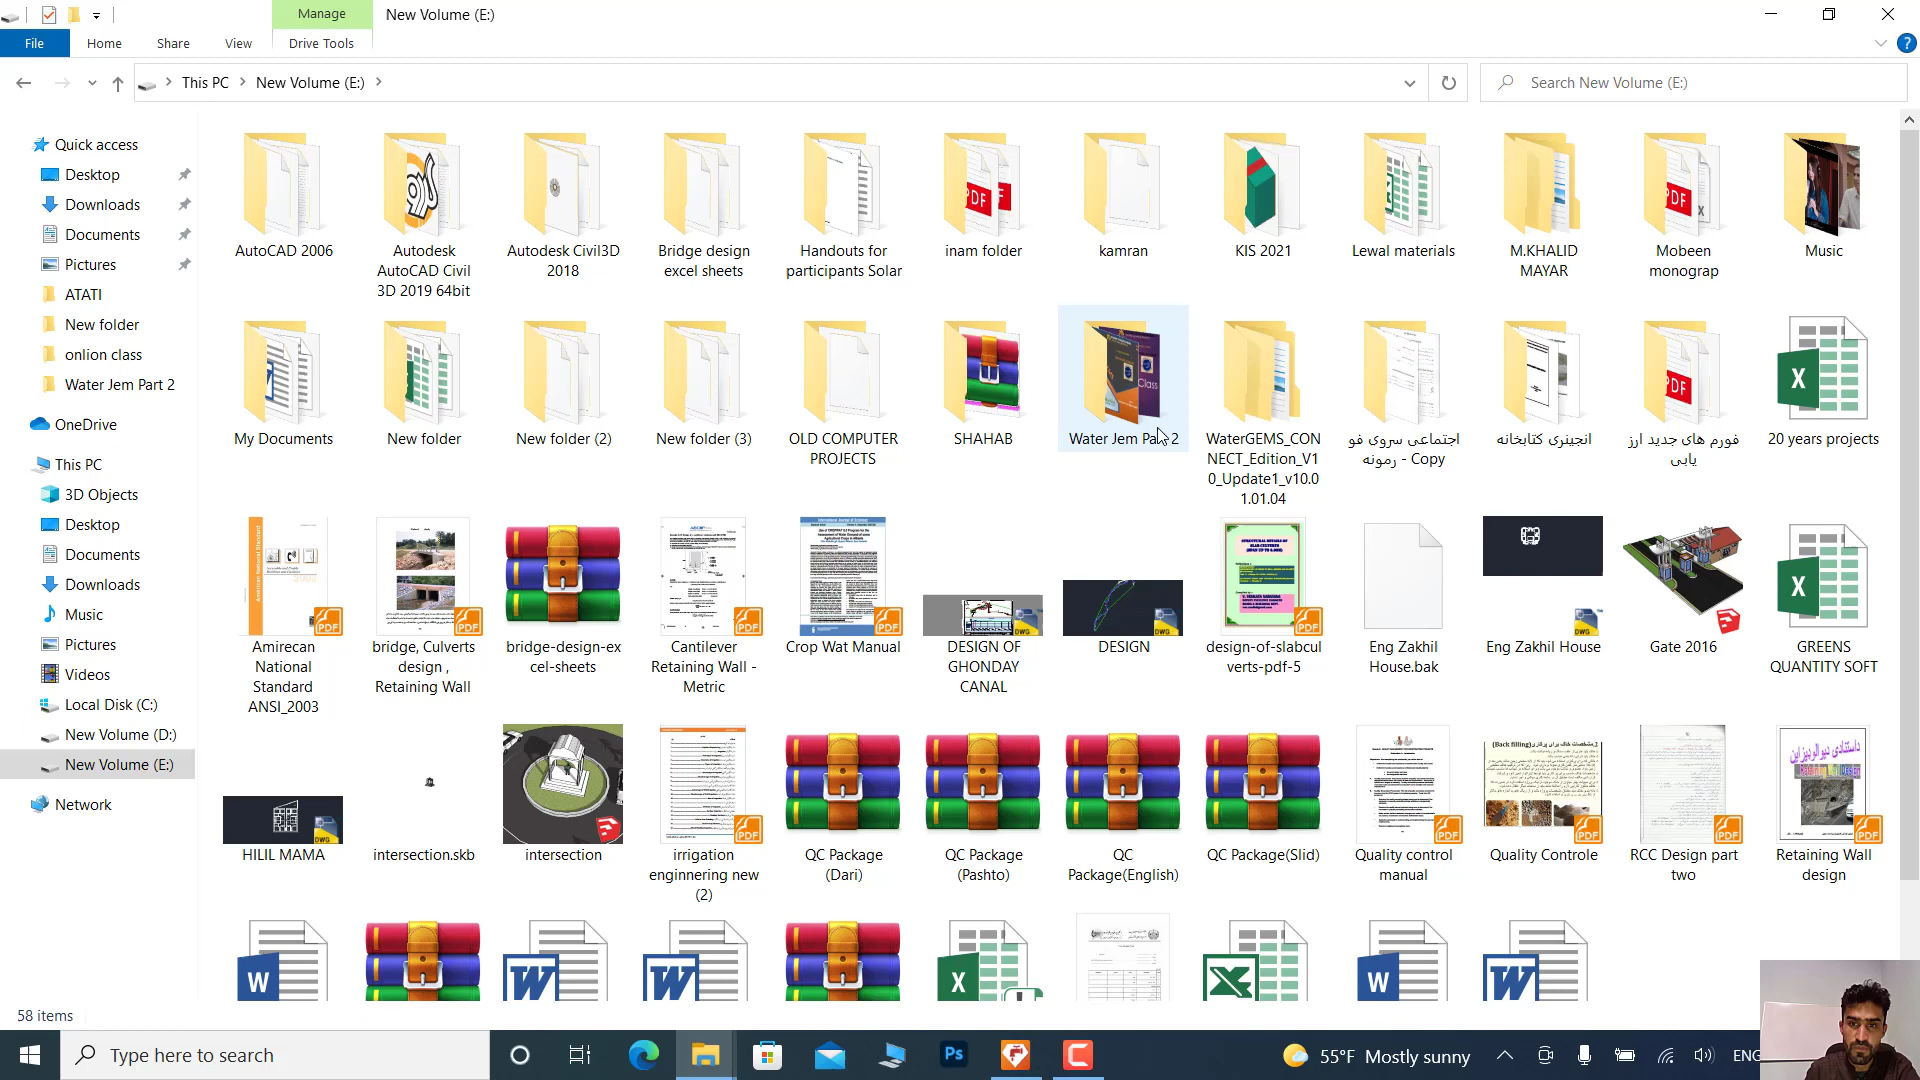 Manage
New Volume (E:)
File
Home
Share
View
Drive Tools
This PC
New Volume (E:)
Search New Volume (E:)
Quick access
Desktop
Downloads
Documents
Pictures
ATATI
New folder
onlion class
Water Jem Part 2
OneDrive
This PC
3D Objects
Desktop
Documents
Downloads
Music
Pictures
Videos
Local Disk (C:)
New Volume (D:)
New Volume (E:)
Network
AutoCAD 2006
Autodesk
AutoCAD Civil
3D 2019 64bit
Autodesk Civil3D
2018
Bridge design
excel sheets
Handouts for
participants Solar
inam folder
kamran
KIS 2021
Lewal materials
M.KHALID
MAYAR
Mobeen
monograp
Music
My Documents
New folder
New folder (2)
New folder (3)
OLD COMPUTER
PROJECTS
SHAHAB
Water Jem Part 2
WaterGEMS_CON
NECT_Edition_V1
0_Update1_v10.0
1.01.04
اجتماعی سروی فو
رمونه - Copy
انجینری کتابخانه
فورم های جدید ارز
یابی
20 years projects
Amirecan
National
Standard
ANSI_2003
bridge, Culverts
design ,
Retaining Wall
bridge-design-ex
cel-sheets
Cantilever
Retaining Wall -
Metric
Crop Wat Manual
DESIGN OF
GHONDAY
CANAL
DESIGN
design-of-slabcul
verts-pdf-5
Eng Zakhil
House.bak
Eng Zakhil House
Gate 2016
GREENS
QUANTITY SOFT
HILIL MAMA
intersection.skb
intersection
irrigation
enginnering new
(2)
QC Package
(Dari)
QC Package
(Pashto)
QC
Package(English)
QC Package(Slid)
Quality control
manual
Quality Controle
RCC Design part
two
Retaining Wall
design
58 items
Type here to search
55°F Mostly sunny